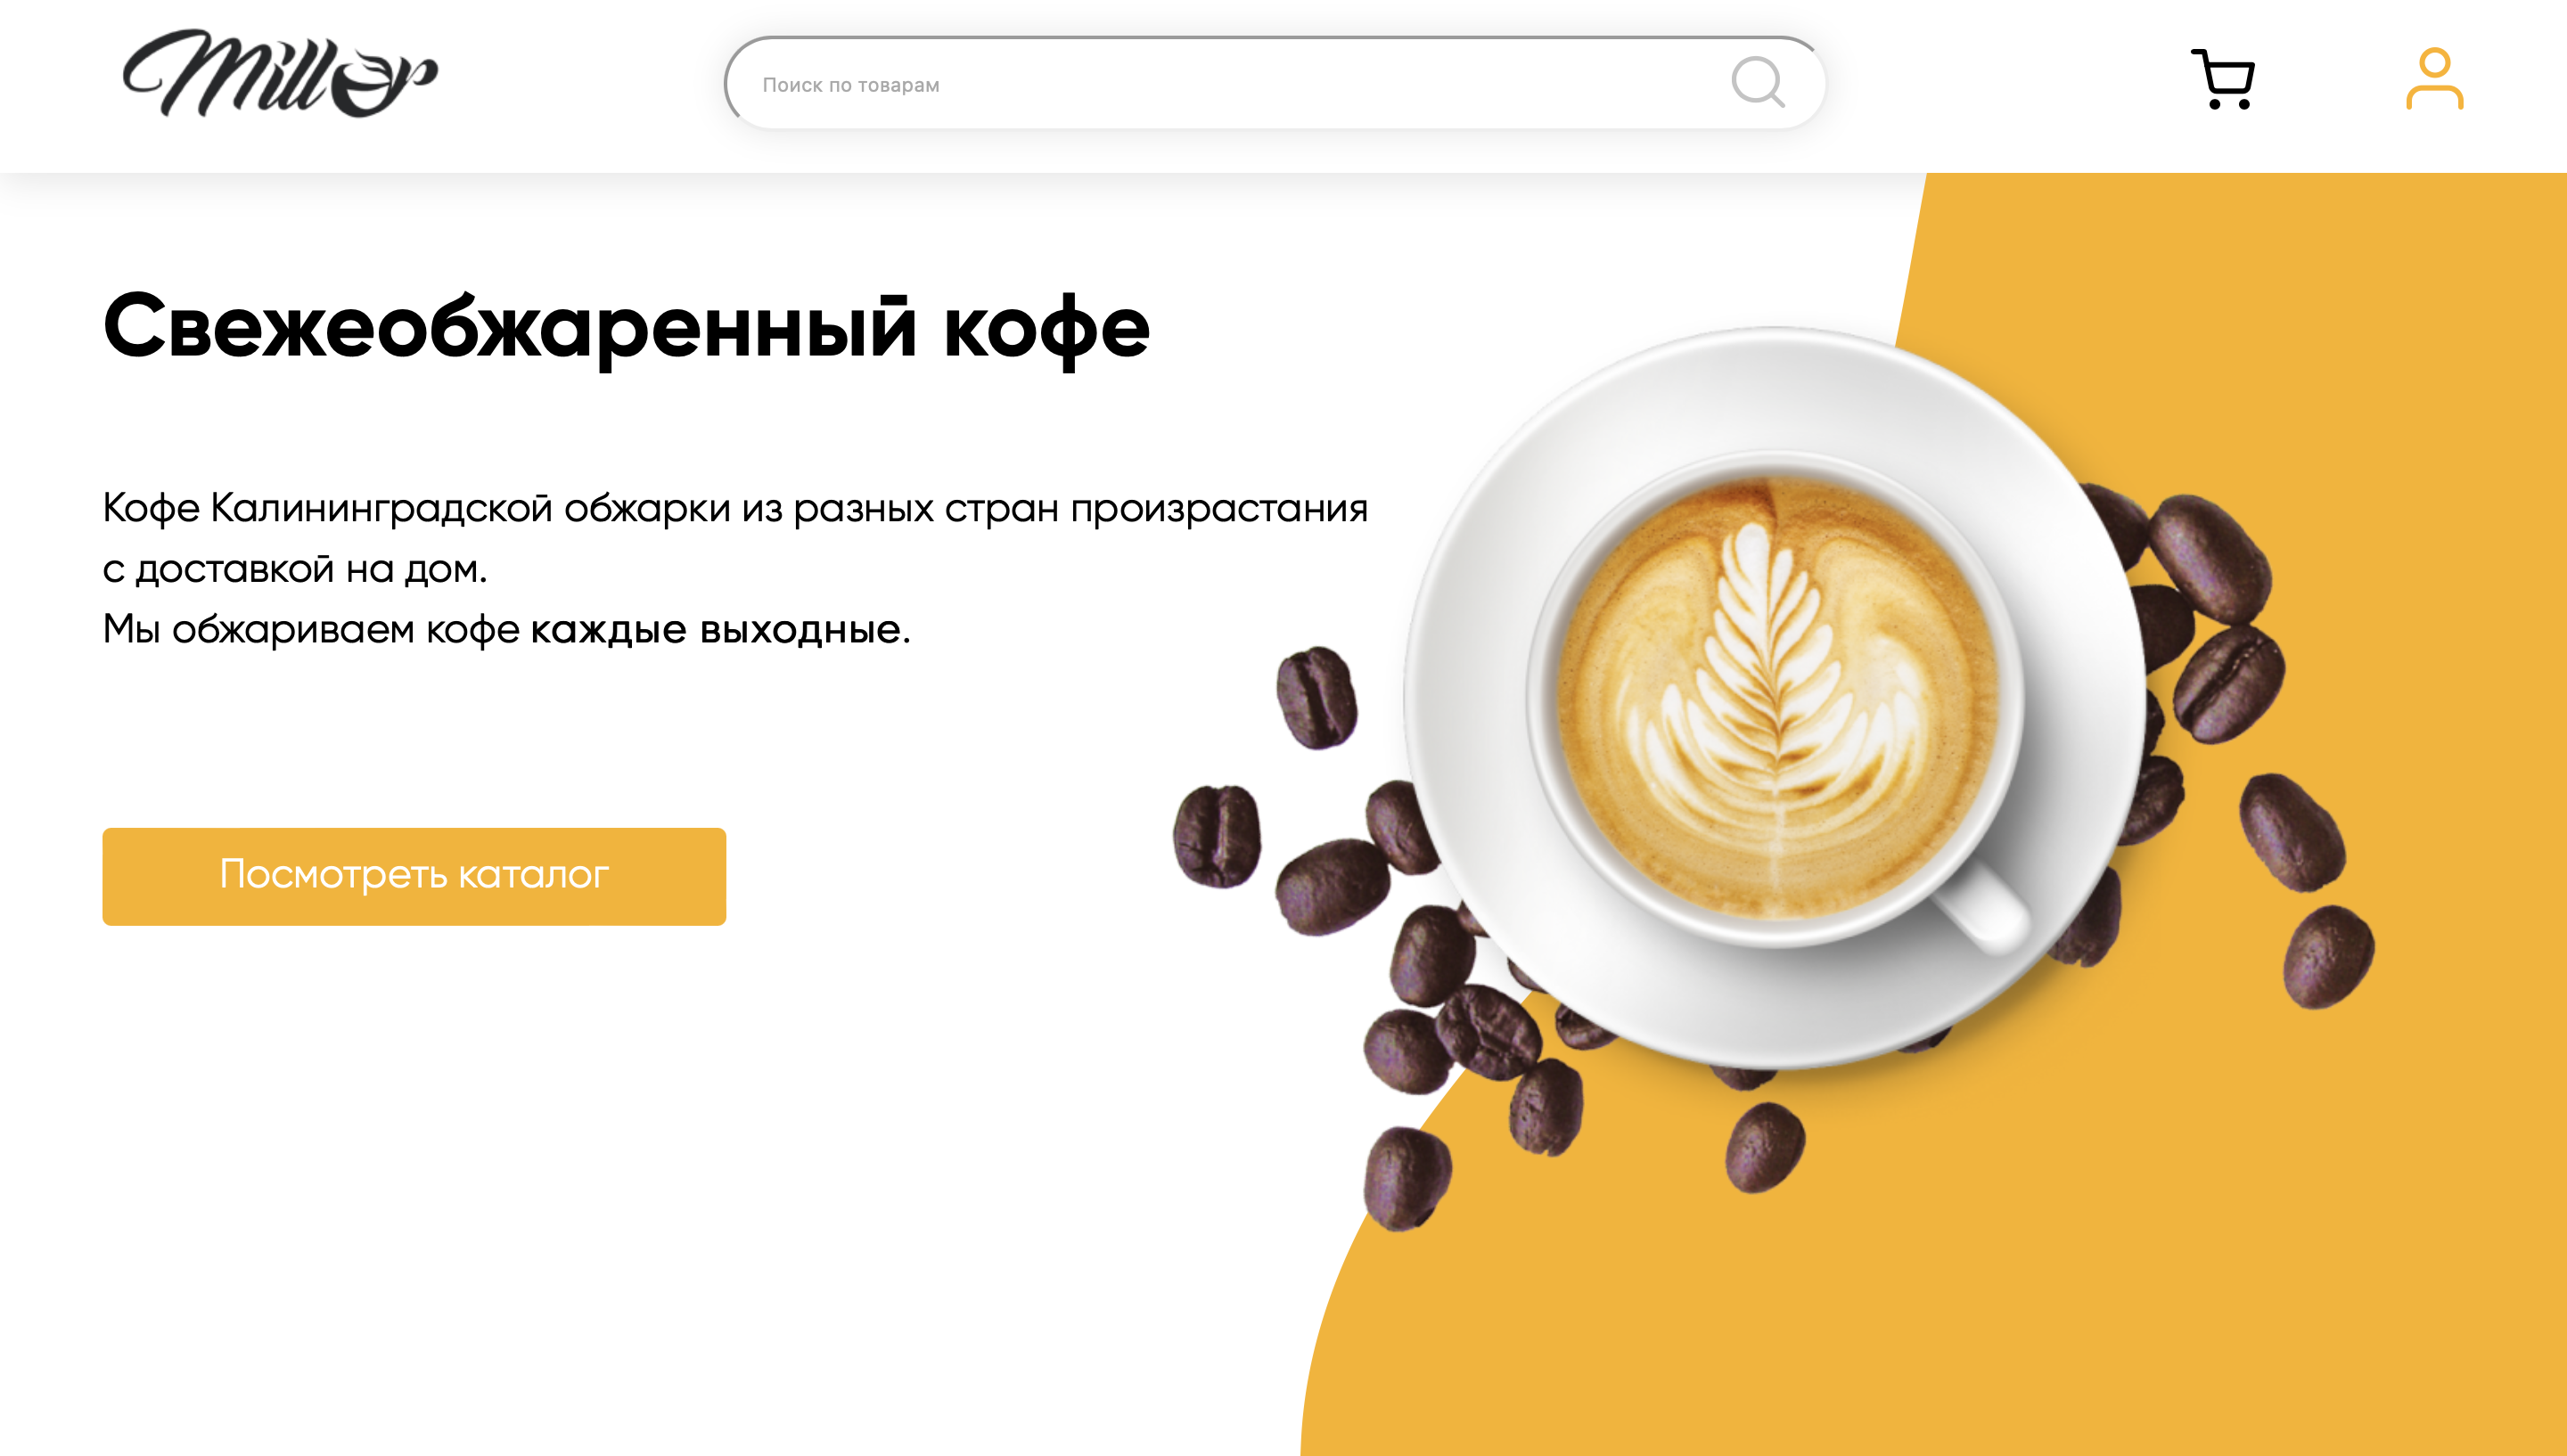 Miller
Поиск по товарам
Свежеобжаренный кофе
Кофе Калининградской обжарки из разных стран произрастания
с доставкой на дом.
Мы обжариваем кофе каждые выходные.
Посмотреть каталог